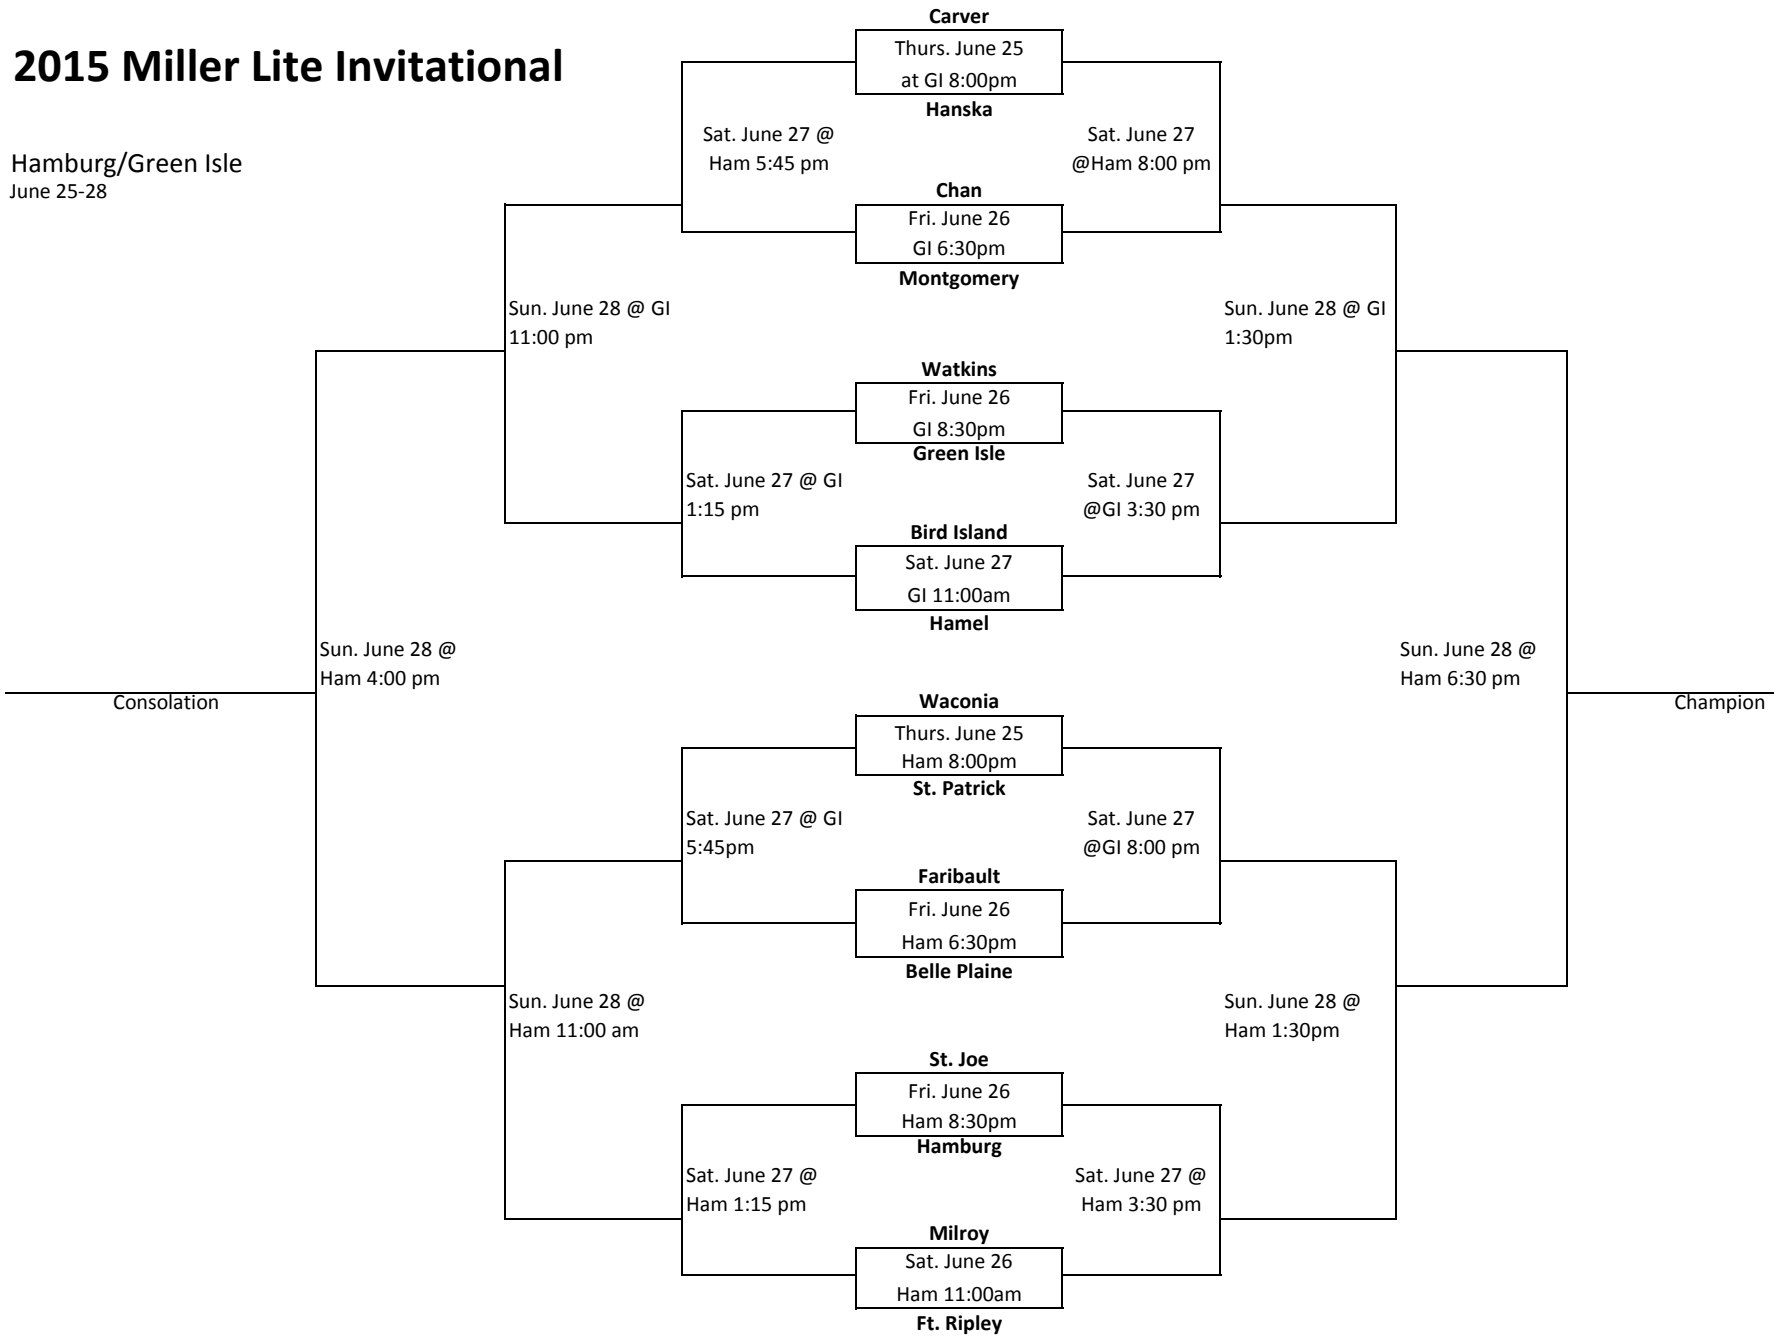 Carver
2015 Miller Lite Invitational
Thurs. June 25
at GI 8:00pm
Hanska
Sat. June 27 @
Ham 5:45 pm
Sat. June 27
@Ham 8:00 pm
Hamburg/Green Isle
June 25-28
Chan
Fri. June 26
GI 6:30pm
Montgomery
Sun. June 28 @ GI
11:00 pm
Sun. June 28 @ GI
1:30pm
Watkins
Fri. June 26
GI 8:30pm
Green Isle
Sat. June 27 @ GI
1:15 pm
Sat. June 27
@GI 3:30 pm
Bird Island
Sat. June 27
GI 11:00am
Hamel
Sun. June 28 @
Ham 4:00 pm
Sun. June 28 @
Ham 6:30 pm
Consolation
Champion
Waconia
Thurs. June 25
Ham 8:00pm
St. Patrick
Sat. June 27 @ GI
5:45pm
Sat. June 27
@GI 8:00 pm
Faribault
Fri. June 26
Ham 6:30pm
Belle Plaine
Sun. June 28 @
Ham 11:00 am
Sun. June 28 @
Ham 1:30pm
St. Joe
Fri. June 26
Ham 8:30pm
Hamburg
Sat. June 27 @
Ham 1:15 pm
Sat. June 27 @
Ham 3:30 pm
Milroy
Sat. June 26
Ham 11:00am
Ft. Ripley